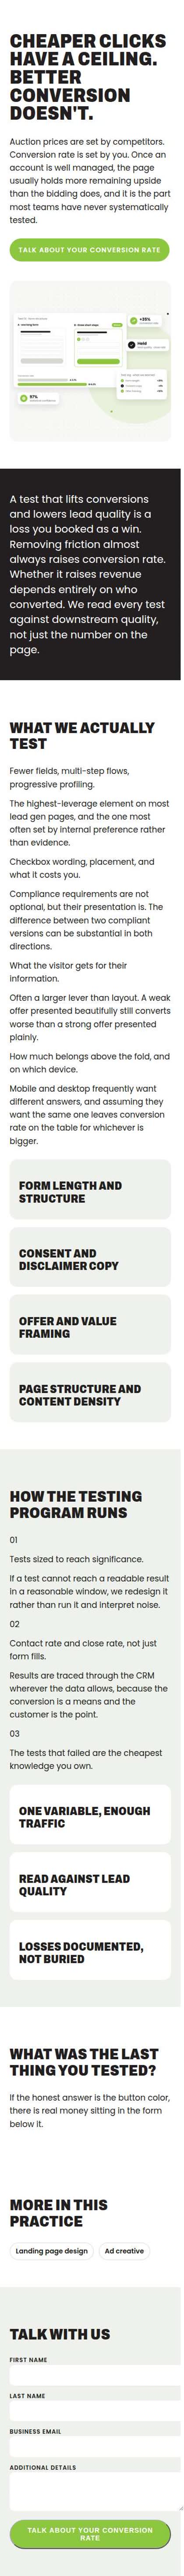 CHEAPER CLICKS
HAVE A CEILING.
BETTER
CONVERSION
DOESN'T.
Auction prices are set by competitors.
Conversion rate is set by you. Once an
account is well managed, the page
usually holds more remaining upside
than the bidding does, and it is the part
most teams have never systematically
tested.
TALK ABOUT YOUR CONVERSION RATE
+35%
Held
97%
A test that lifts conversions
and lowers lead quality is a
loss you booked as a win.
Removing friction almost
always raises conversion rate.
Whether it raises revenue
depends entirely on who
converted. We read every test
against downstream quality,
not just the number on the
page.
WHAT WE ACTUALLY
TEST
Fewer fields, multi-step flows,
progressive profiling.
The highest-leverage element on most
lead gen pages, and the one most
often set by internal preference rather
than evidence.
Checkbox wording, placement, and
what it costs you.
Compliance requirements are not
optional, but their presentation is. The
difference between two compliant
versions can be substantial in both
directions.
What the visitor gets for their
information.
Often a larger lever than layout. A weak
offer presented beautifully still converts
worse than a strong offer presented
plainly.
How much belongs above the fold, and
on which device.
Mobile and desktop frequently want
different answers, and assuming they
want the same one leaves conversion
rate on the table for whichever is
bigger.
FORM LENGTH AND
STRUCTURE
CONSENT AND
DISCLAIMER COPY
OFFER AND VALUE
FRAMING
PAGE STRUCTURE AND
CONTENT DENSITY
HOW THE TESTING
PROGRAM RUNS
01
Tests sized to reach significance.
If a test cannot reach a readable result
in a reasonable window, we redesign it
rather than run it and interpret noise.
02
Contact rate and close rate, not just
form fills.
Results are traced through the CRM
wherever the data allows, because the
conversion is a means and the
customer is the point.
03
The tests that failed are the cheapest
knowledge you own.
ONE VARIABLE, ENOUGH
TRAFFIC
READ AGAINST LEAD
QUALITY
LOSSES DOCUMENTED,
NOT BURIED
WHAT WAS THE LAST
THING YOU TESTED?
If the honest answer is the button color,
there is real money sitting in the form
below it.
MORE IN THIS
PRACTICE
Landing page design
Ad creative
TALK WITH US
FIRST NAME
LAST NAME
BUSINESS EMAIL
ADDITIONAL DETAILS
TALK ABOUT YOUR CONVERSION
RATE